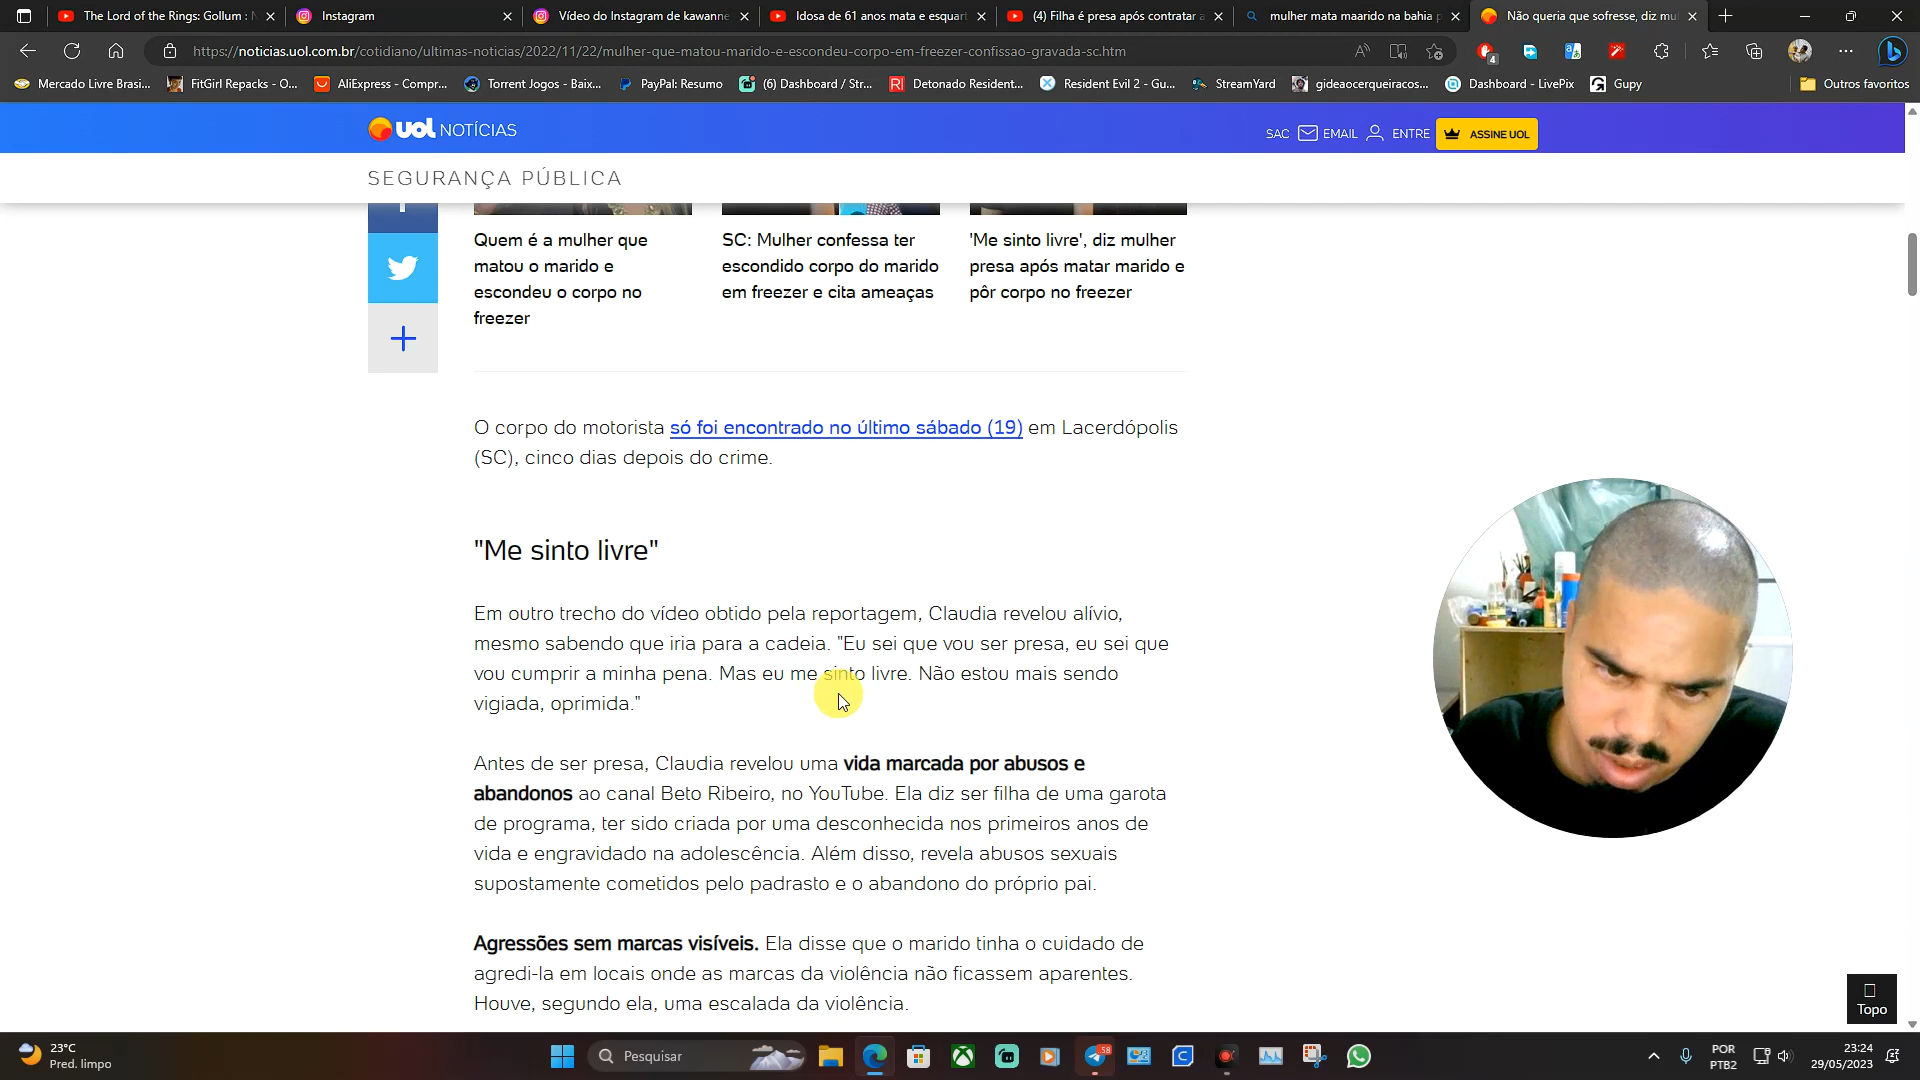 The Lord of the Rings: Gollum :
Instagram
Vídeo do Instagram de kawanne
Idosa de 61 anos mata e esquart
(4) Filha é presa após contratar a
mulher mata maarido na bahia p
Não queria que sofresse, diz mu
https://noticias.uol.com.br/cotidiano/ultimas-noticias/2022/11/22/mulher-que-matou-marido-e-escondeu-corpo-em-freezer-confissao-gravada-sc.htm
4
Mercado Livre Brasi...
FitGirl Repacks - O...
AliExpress - Compr...
Torrent Jogos - Baix...
PayPal: Resumo
(6) Dashboard / Str...
Detonado Resident...
Resident Evil 2 - Gu...
StreamYard
gideaocerqueiracos...
Dashboard - LivePix
Gupy
Outros favoritos
uol NOTÍCIAS
SAC
EMAIL
ENTRE
ASSINE UOL
SEGURANÇA PÚBLICA
Quem é a mulher que
matou o marido e
escondeu o corpo no
freezer
SC: Mulher confessa ter
escondido corpo do marido
em freezer e cita ameaças
'Me sinto livre', diz mulher
presa após matar marido e
pôr corpo no freezer
O corpo do motorista só foi encontrado no último sábado (19) em Lacerdópolis
(SC), cinco dias depois do crime.
"Me sinto livre"
Em outro trecho do vídeo obtido pela reportagem, Claudia revelou alívio,
mesmo sabendo que iria para a cadeia. "Eu sei que vou ser presa, eu sei que
vou cumprir a minha pena. Mas eu me sinto livre. Não estou mais sendo
vigiada, oprimida."
Antes de ser presa, Claudia revelou uma vida marcada por abusos e
abandonos ao canal Beto Ribeiro, no YouTube. Ela diz ser filha de uma garota
de programa, ter sido criada por uma desconhecida nos primeiros anos de
vida e engravidado na adolescência. Além disso, revela abusos sexuais
supostamente cometidos pelo padrasto e o abandono do próprio pai.
Agressões sem marcas visíveis. Ela disse que o marido tinha o cuidado de
agredi-la em locais onde as marcas da violência não ficassem aparentes.
Houve, segundo ela, uma escalada da violência.
Topo
23°C
Pred. limpo
Pesquisar
58
POR
PTB2
23:24
29/05/2023